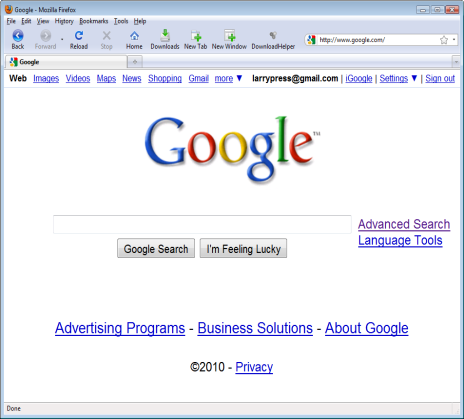 Google - Mozilla Firefox
File Edit View History Bookmarks Tools Help
Back Forward Reload Stop Home Downloads New Tab New Window DownloadHelper http://www.google.com/
Google
Web Images Videos Maps News Shopping Gmail more ▼ larrypress@gmail.com | iGoogle | Settings ▼ | Sign out
Google™
Advanced Search
Language Tools
Google Search I'm Feeling Lucky
Advertising Programs - Business Solutions - About Google
©2010 - Privacy
Done